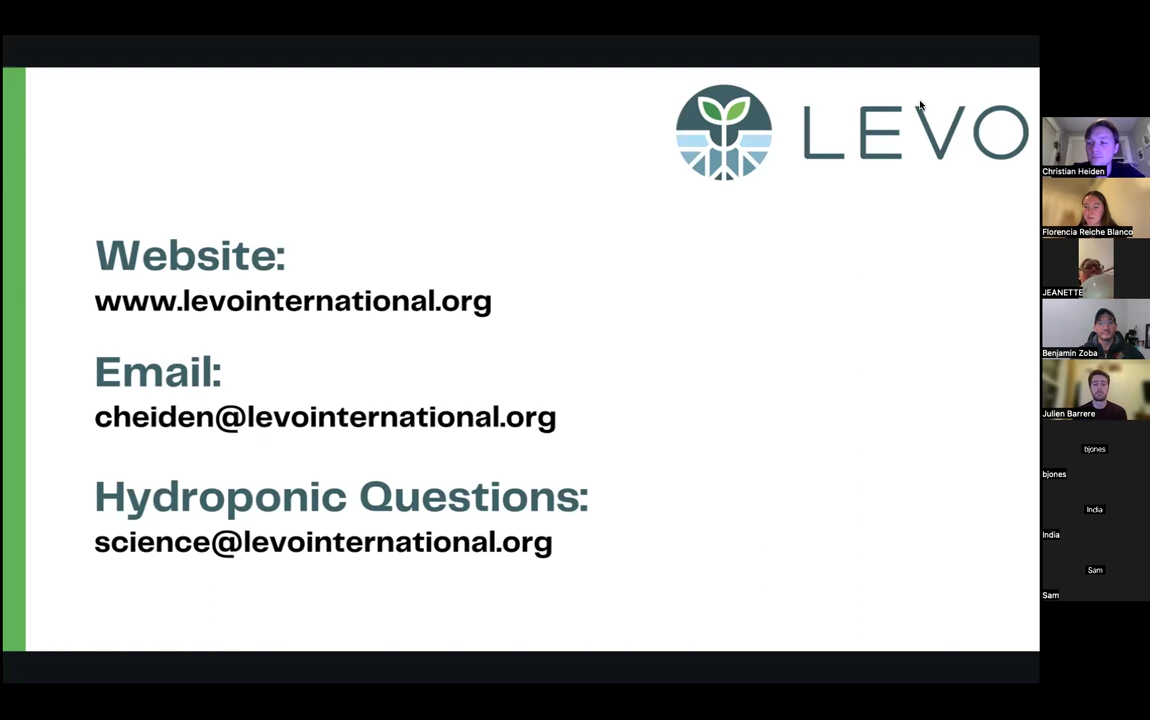 LEVO
Website:
www.levointernational.org
Email:
cheiden@levointernational.org
Hydroponic Questions:
science@levointernational.org
Christian Heiden
Florencia Reiche Blanco
JEANETTE
Benjamin Zoba
Julien Barrere
bjones
bjones
India
India
Sam
Sam